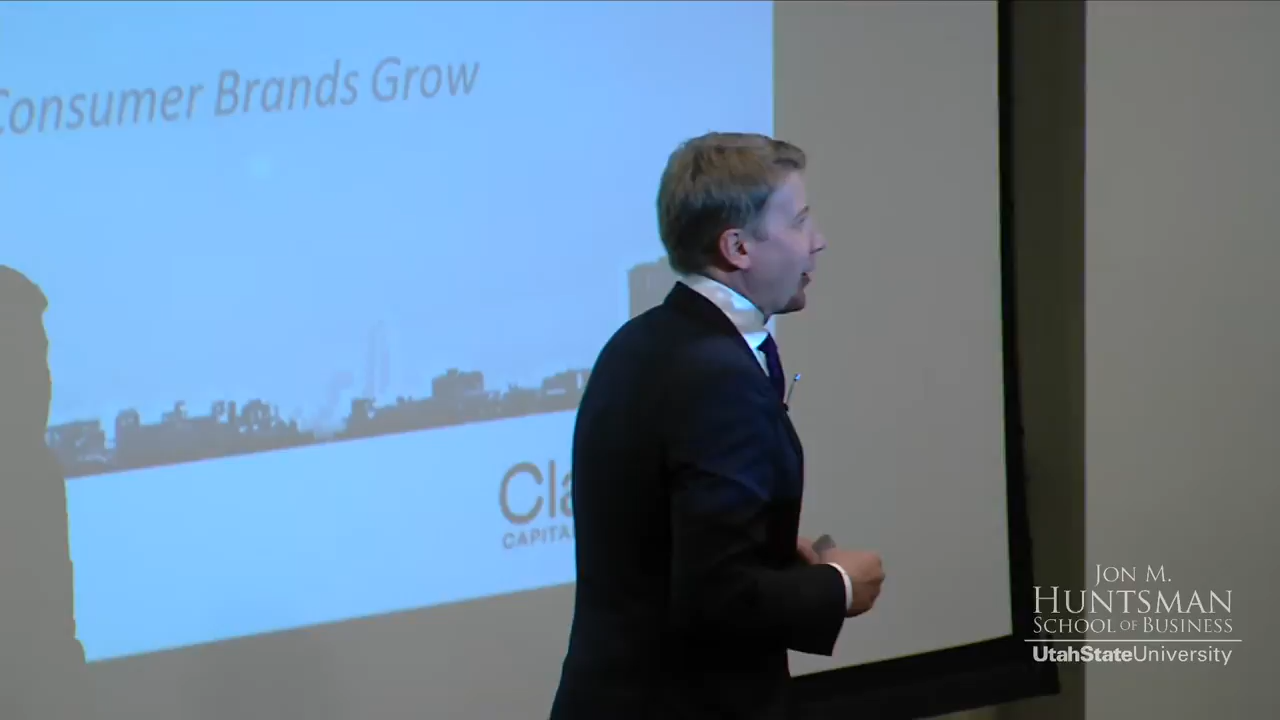 Consumer Brands Grow
JON M.
HUNTSMAN
SCHOOL OF BUSINESS
UtahStateUniversity